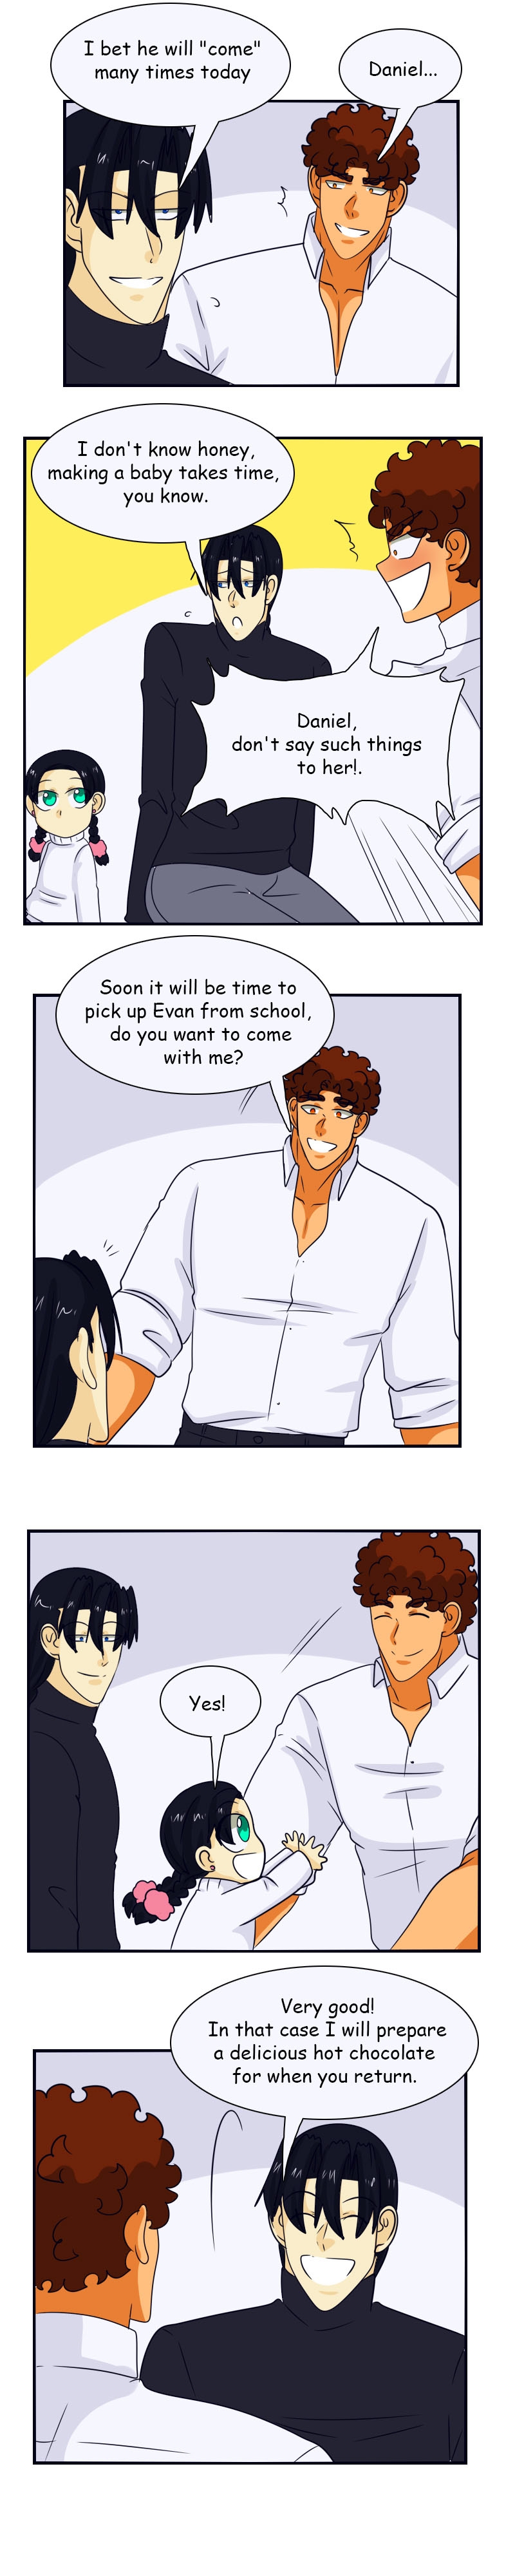 I bet he will "come"
many times today
Daniel...
I don't know honey,
making a baby takes time,
you know.
Daniel,
don't say such things
to her!.
Soon it will be time to
pick up Evan from school,
do you want to come
with me?
Yes!
Very good!
In that case I will prepare
a delicious hot chocolate
for when you return.